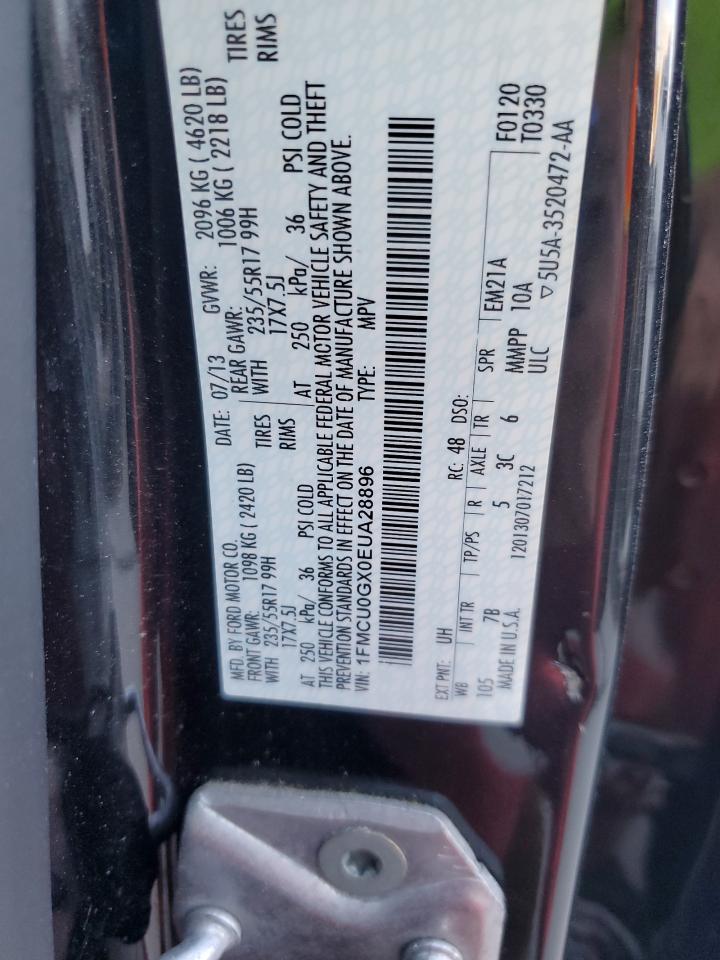 MFD. BY FORD MOTOR CO.
DATE: 07/13 GVWR: 2096 KG ( 4620 LB)
FRONT GAWR: 1098 KG ( 2420 LB) REAR GAWR: 1006 KG ( 2218 LB)
WITH 235/55R17 99H TIRES WITH 235/55R17 99H TIRES
17X7.5J RIMS 17X7.5J RIMS
AT 250 kPa/ 36 PSI COLD AT 250 kPa/ 36 PSI COLD
THIS VEHICLE CONFORMS TO ALL APPLICABLE FEDERAL MOTOR VEHICLE SAFETY AND THEFT
PREVENTION STANDARDS IN EFFECT ON THE DATE OF MANUFACTURE SHOWN ABOVE.
VIN: 1FMCU0GX0EUA28896 TYPE: MPV
EXT PNT: UH RC: 48 DSO: F0120
WB INT TR TP/PS R AXLE TR SPR EM21A T0330
105 7B 5 3C 6 MMPP 10A
MADE IN U.S.A. 1201307017212 ULC ▽5U5A-3520472-AA